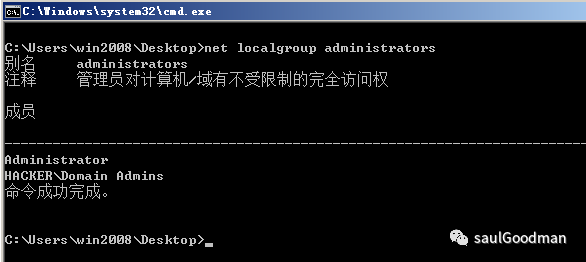 C:\Windows\system32\cmd.exe
C:\Users\win2008\Desktop>net localgroup administrators
别名     administrators
注释     管理员对计算机/域有不受限制的完全访问权
成员
-------------------------------------------------------------------------------
Administrator
HACKER\Domain Admins
命令成功完成。
C:\Users\win2008\Desktop>_
saulGoodman